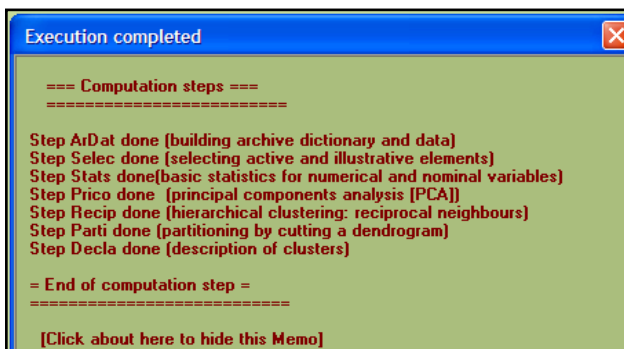 Execution completed
=== Computation steps ===
=========================
Step ArDat done (building archive dictionary and data)
Step Selec done (selecting active and illustrative elements)
Step Stats done(basic statistics for numerical and nominal variables)
Step Prico done (principal components analysis [PCA])
Step Recip done (hierarchical clustering: reciprocal neighbours)
Step Parti done (partitioning by cutting a dendrogram)
Step Decla done (description of clusters)
= End of computation step =
===========================
[Click about here to hide this Memo]